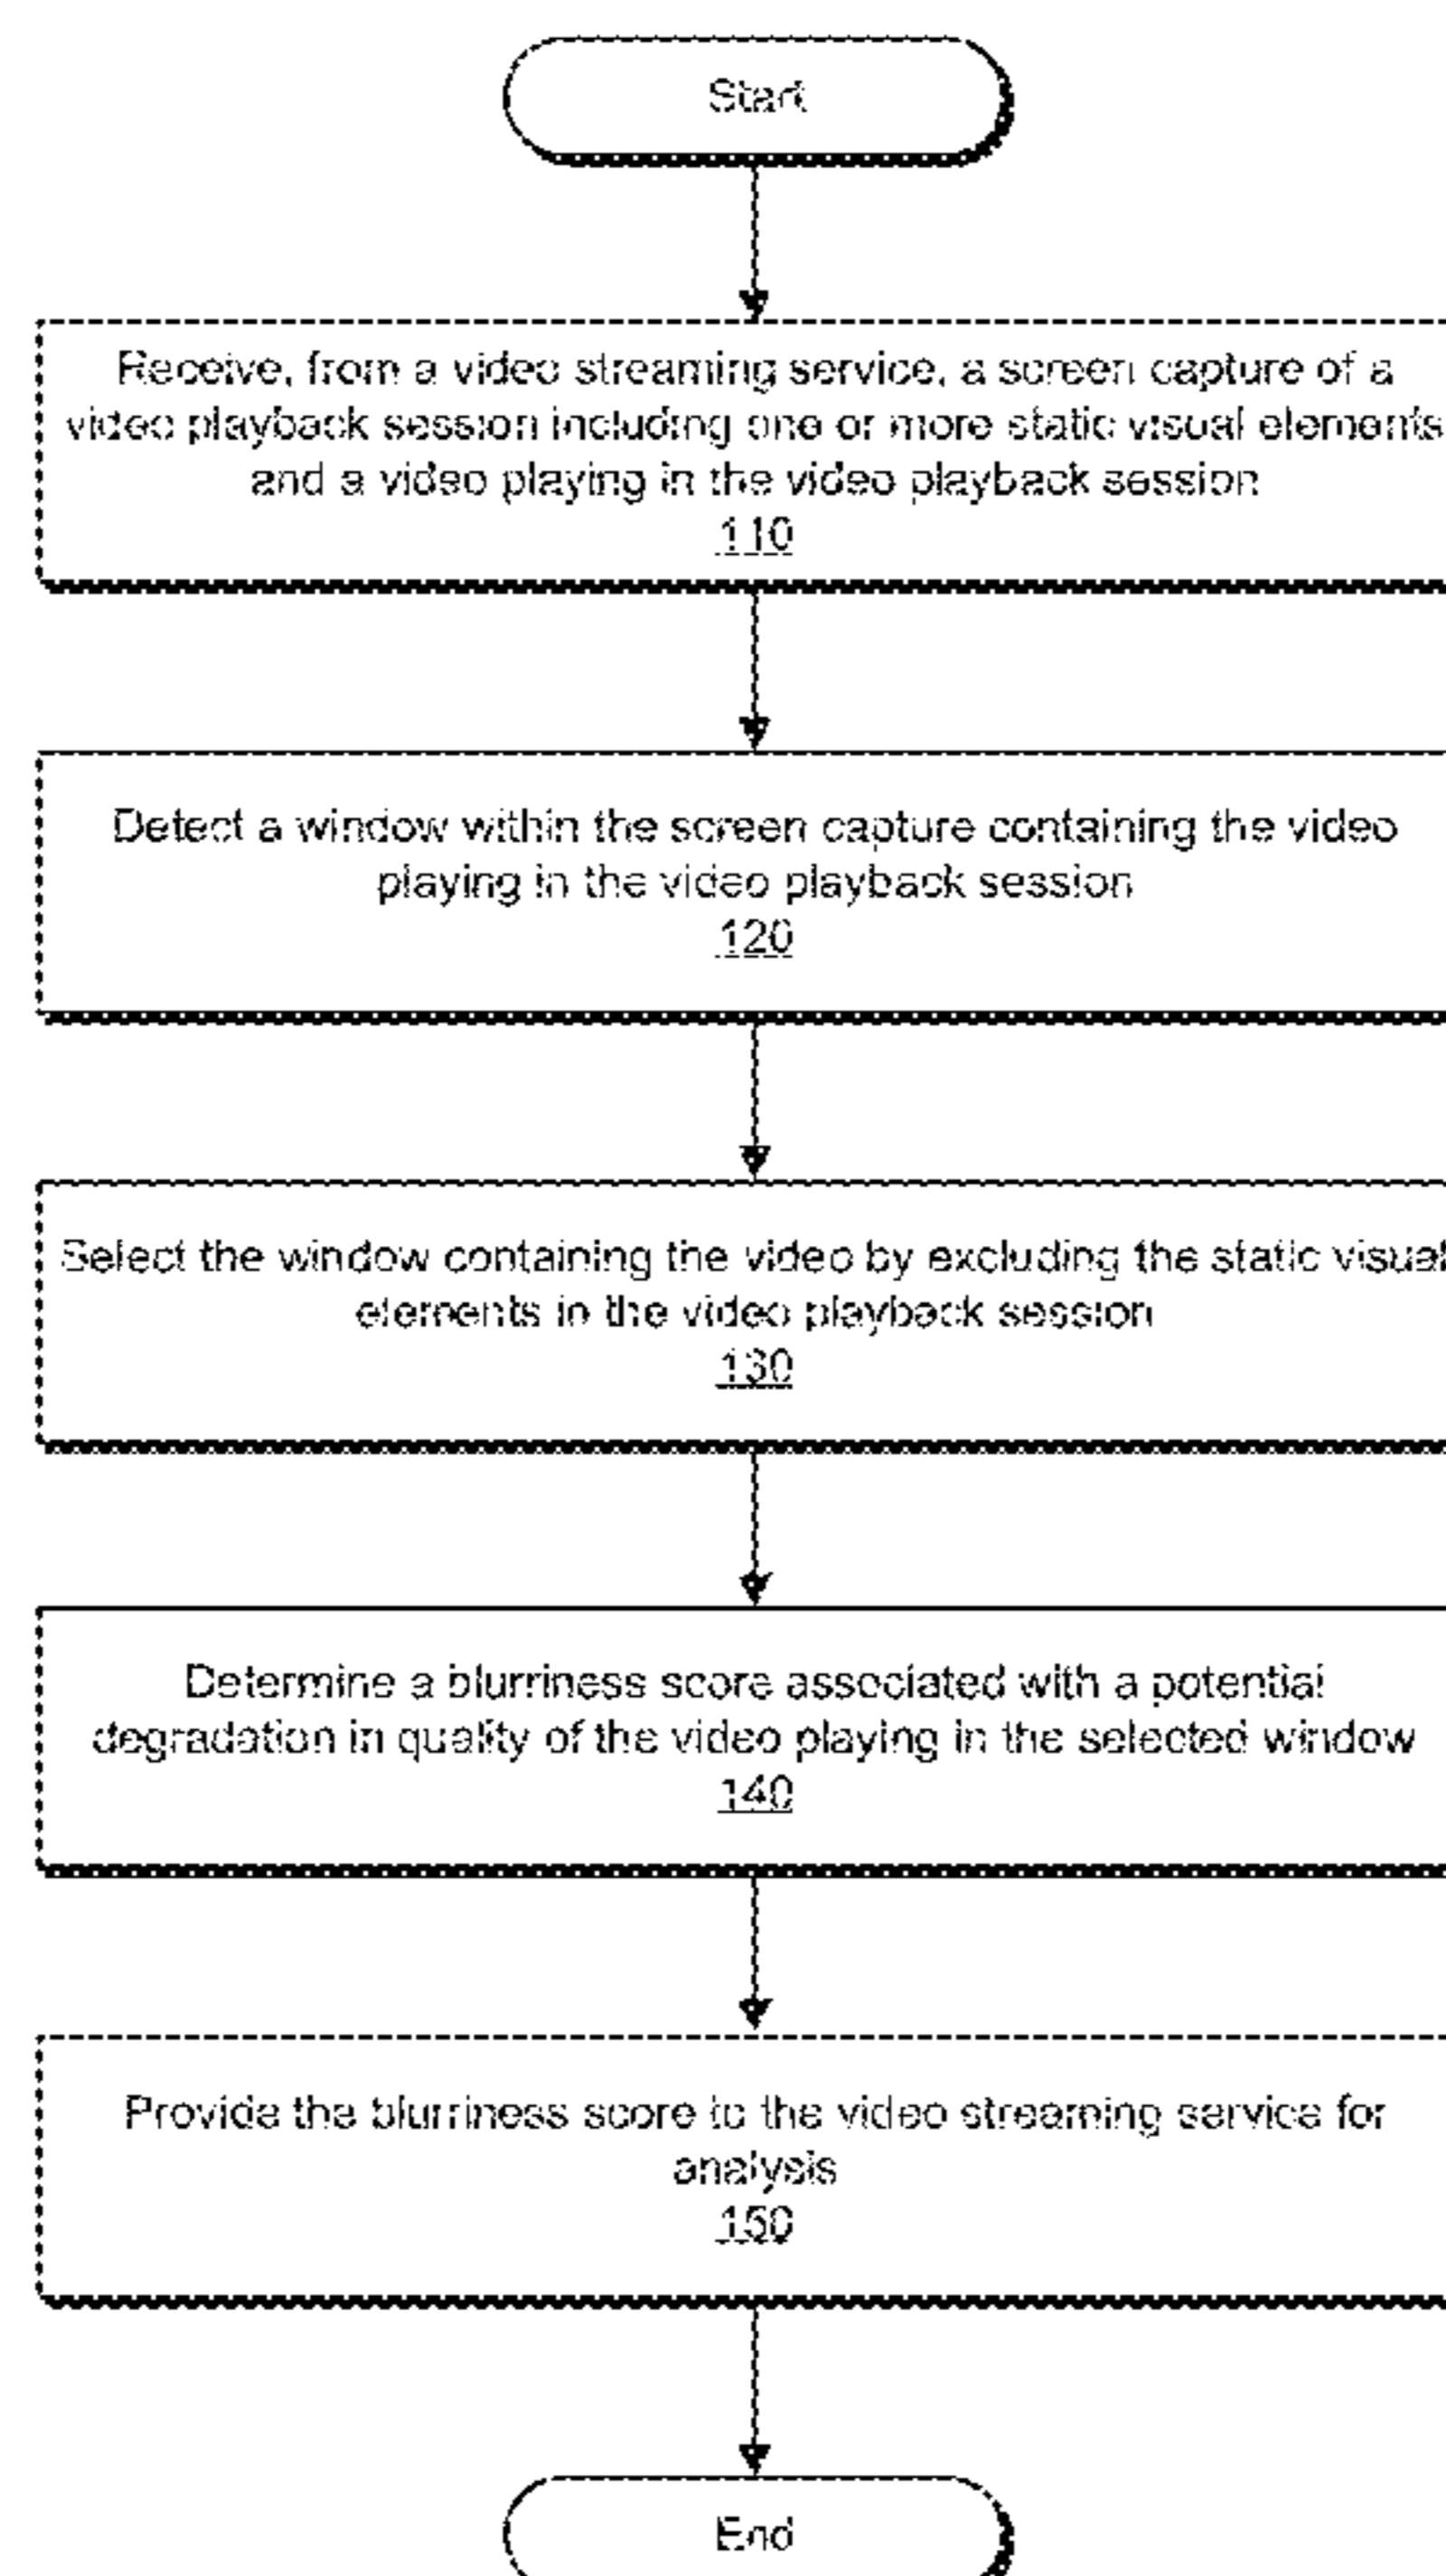 Start
Receive, from a video streaming service, a screen capture of a
video playback session including one or more static visual elements
and a video playing in the video playback session
110
Detect a window within the screen capture containing the video
playing in the video playback session
120
Select the window containing the video by excluding the static visual
elements in the video playback session
130
Determine a blurriness score associated with a potential
degradation in quality of the video playing in the selected window
140
Provide the blurriness score to the video streaming service for
analysis
150
End